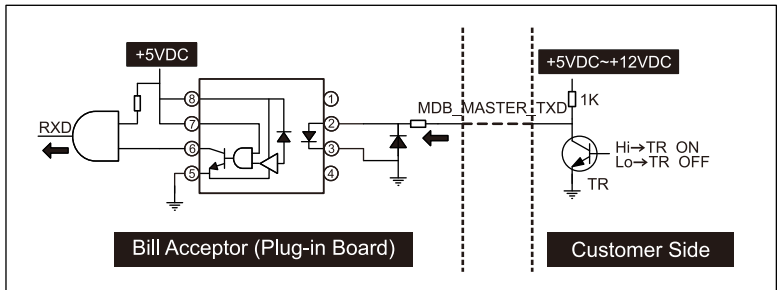 +5VDC
+5VDC~+12VDC
⑧
①
MDB_MASTER_TXD
1K
RXD
⑦
②
⑥
③
Hi→TR ON
Lo→TR OFF
⑤
④
TR
Bill Acceptor (Plug-in Board)
Customer Side